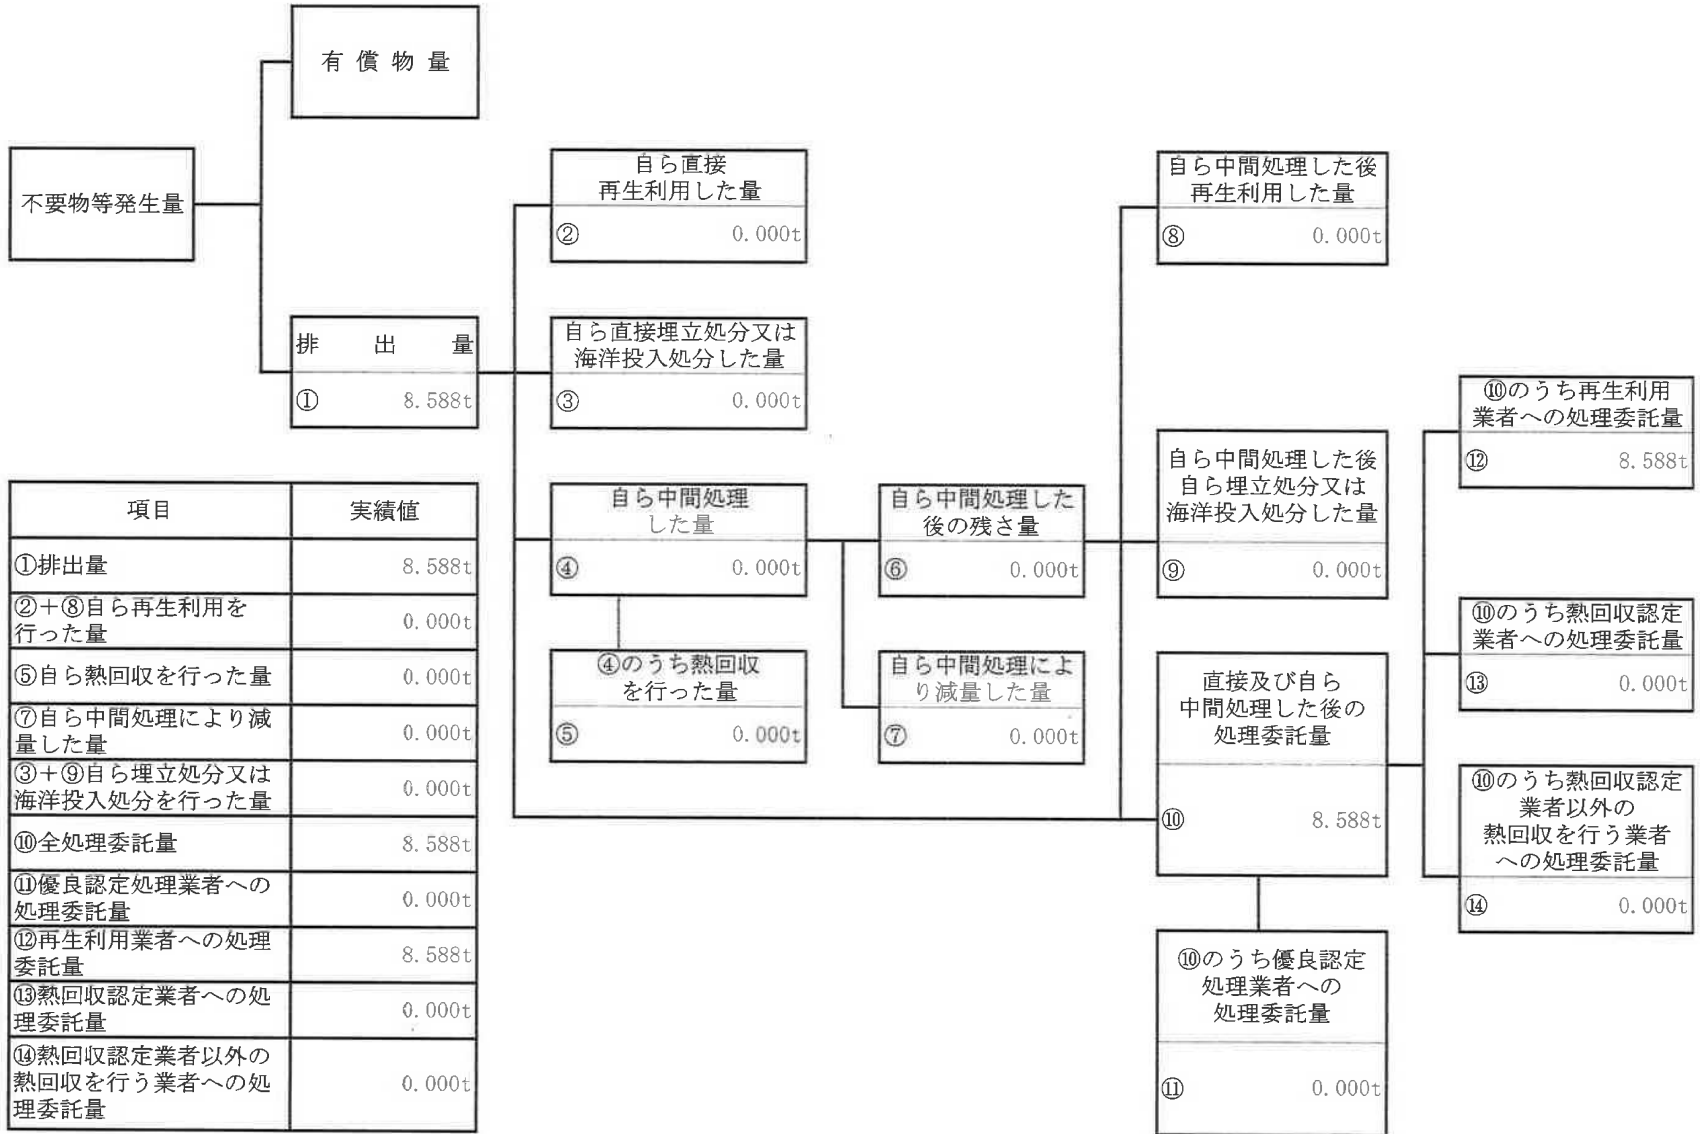 有償物量
不要物等発生量
排出量
① 8.588t
自ら直接
再生利用した量
② 0.000t
自ら直接埋立処分又は
海洋投入処分した量
③ 0.000t
自ら中間処理
した量
④ 0.000t
④のうち熱回収
を行った量
⑤ 0.000t
自ら中間処理した
後の残さ量
⑥ 0.000t
自ら中間処理によ
り減量した量
⑦ 0.000t
自ら中間処理した後
再生利用した量
⑧ 0.000t
自ら中間処理した後
自ら埋立処分又は
海洋投入処分した量
⑨ 0.000t
直接及び自ら
中間処理した後の
処理委託量
⑩ 8.588t
⑩のうち優良認定
処理業者への
処理委託量
⑪ 0.000t
⑩のうち再生利用
業者への処理委託量
⑫ 8.588t
⑩のうち熱回収認定
業者への処理委託量
⑬ 0.000t
⑩のうち熱回収認定
業者以外の
熱回収を行う業者
への処理委託量
⑭ 0.000t
項目 実績値
①排出量 8.588t
②+⑧自ら再生利用を
行った量 0.000t
⑤自ら熱回収を行った量 0.000t
⑦自ら中間処理により減
量した量 0.000t
③+⑨自ら埋立処分又は
海洋投入処分を行った量 0.000t
⑩全処理委託量 8.588t
⑪優良認定処理業者への
処理委託量 0.000t
⑫再生利用業者への処理
委託量 8.588t
⑬熱回収認定業者への処
理委託量 0.000t
⑭熱回収認定業者以外の
熱回収を行う業者への処
理委託量 0.000t